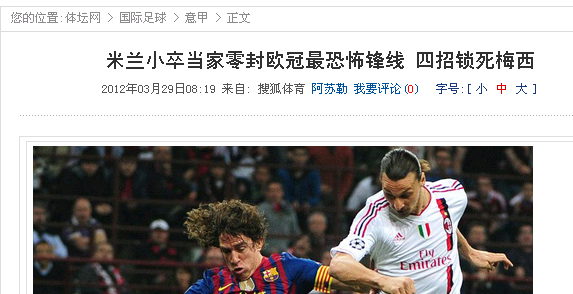 您的位置:体坛网 > 国际足球 > 意甲 > 正文
米兰小卒当家零封欧冠最恐怖锋线 四招锁死梅西
2012年03月29日08:19 来自: 搜狐体育 阿苏勒 我要评论(0) 字号:[ 小 中 大 ]
Fly
Emirates